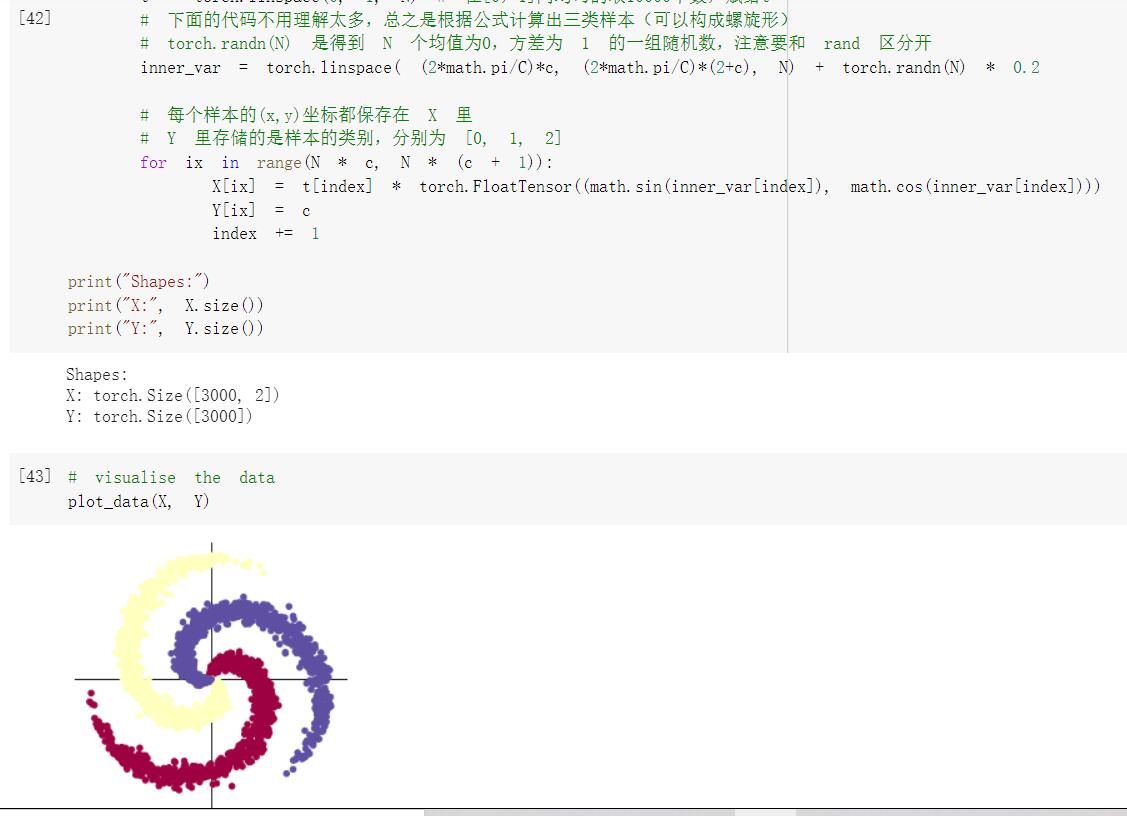 [42]
# 下面的代码不用理解太多，总之是根据公式计算出三类样本（可以构成螺旋形）
# torch.randn(N) 是得到 N 个均值为0，方差为 1 的一组随机数，注意要和 rand 区分开
inner_var = torch.linspace( (2*math.pi/C)*c, (2*math.pi/C)*(2+c), N) + torch.randn(N) * 0.2
# 每个样本的(x,y)坐标都保存在 X 里
# Y 里存储的是样本的类别，分别为 [0, 1, 2]
for ix in range(N * c, N * (c + 1)):
X[ix] = t[index] * torch.FloatTensor((math.sin(inner_var[index]), math.cos(inner_var[index])))
Y[ix] = c
index += 1
print("Shapes:")
print("X:", X.size())
print("Y:", Y.size())
Shapes:
X: torch.Size([3000, 2])
Y: torch.Size([3000])
[43] # visualise the data
plot_data(X, Y)